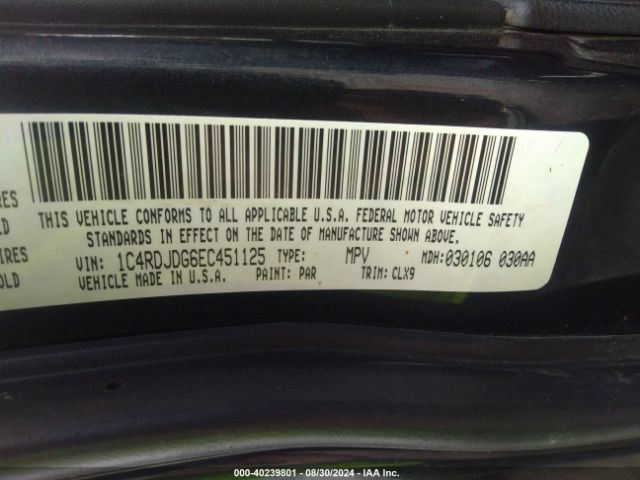 IRES
LD
IRES
OLD
THIS VEHICLE CONFORMS TO ALL APPLICABLE U.S.A. FEDERAL MOTOR VEHICLE SAFETY
STANDARDS IN EFFECT ON THE DATE OF MANUFACTURE SHOWN ABOVE.
VIN: 1C4RDJDG6EC451125 TYPE: MPV MDH:030106 030AA
VEHICLE MADE IN U.S.A. PAINT: PAR TRIM: CLX9
000-40239801 - 08/30/2024 - IAA Inc.